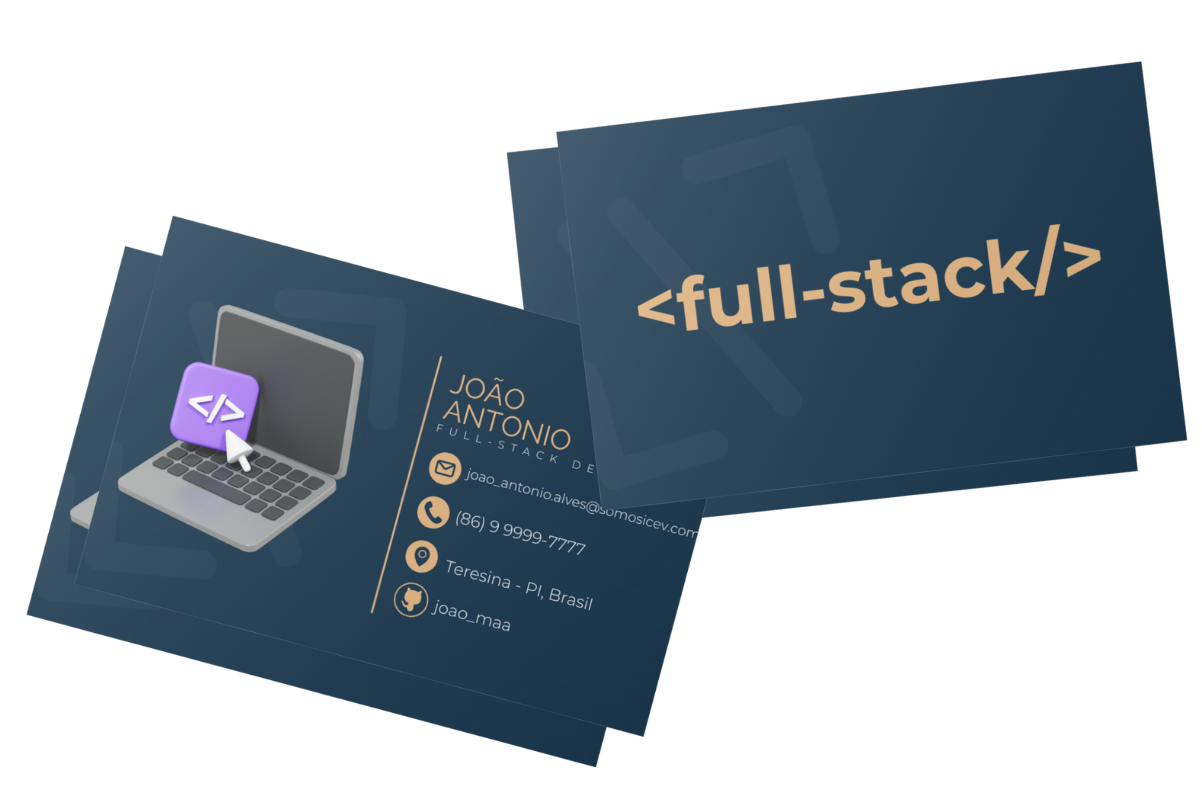 <full-stack/>
</>
JOÃO
ANTONIO
FULL-STACK DE
joao_antonio.alves@somosicev.com
(86) 9 9999-7777
Teresina - PI, Brasil
joao_maa